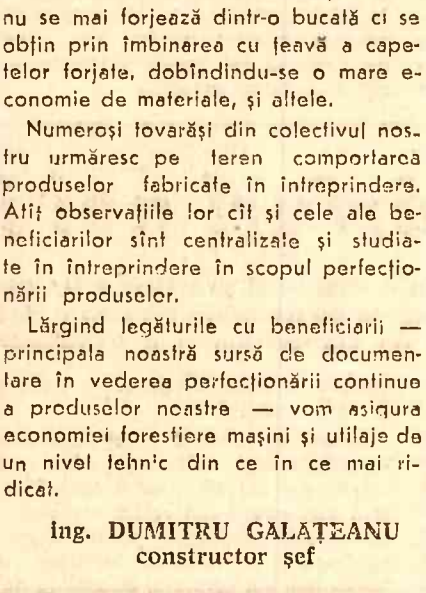 nu se mai forjează dintr-o bucată ci se
obțin prin îmbinarea cu țeavă a cape-
telor forjate, dobîndindu-se o mare e-
conomie de materiale, și altele.
Numeroși tovarăși din colectivul nos-
tru urmăresc pe teren comportarea
produselor fabricate în întreprindere.
Atît observațiile lor cît și cele ale be-
neficiarilor sînt centralizate și studia-
te în întreprindere în scopul perfecțio-
nării produselor.
Lărgind legăturile cu beneficiarii —
principala noastră sursă de documen-
tare în vederea perfecționării continue
a produselor noastre — vom asigura
economiei forestiere mașini și utilaje de
un nivel tehnic din ce în ce mai ri-
dicat.
ing. DUMITRU GALAȚEANU
constructor șef